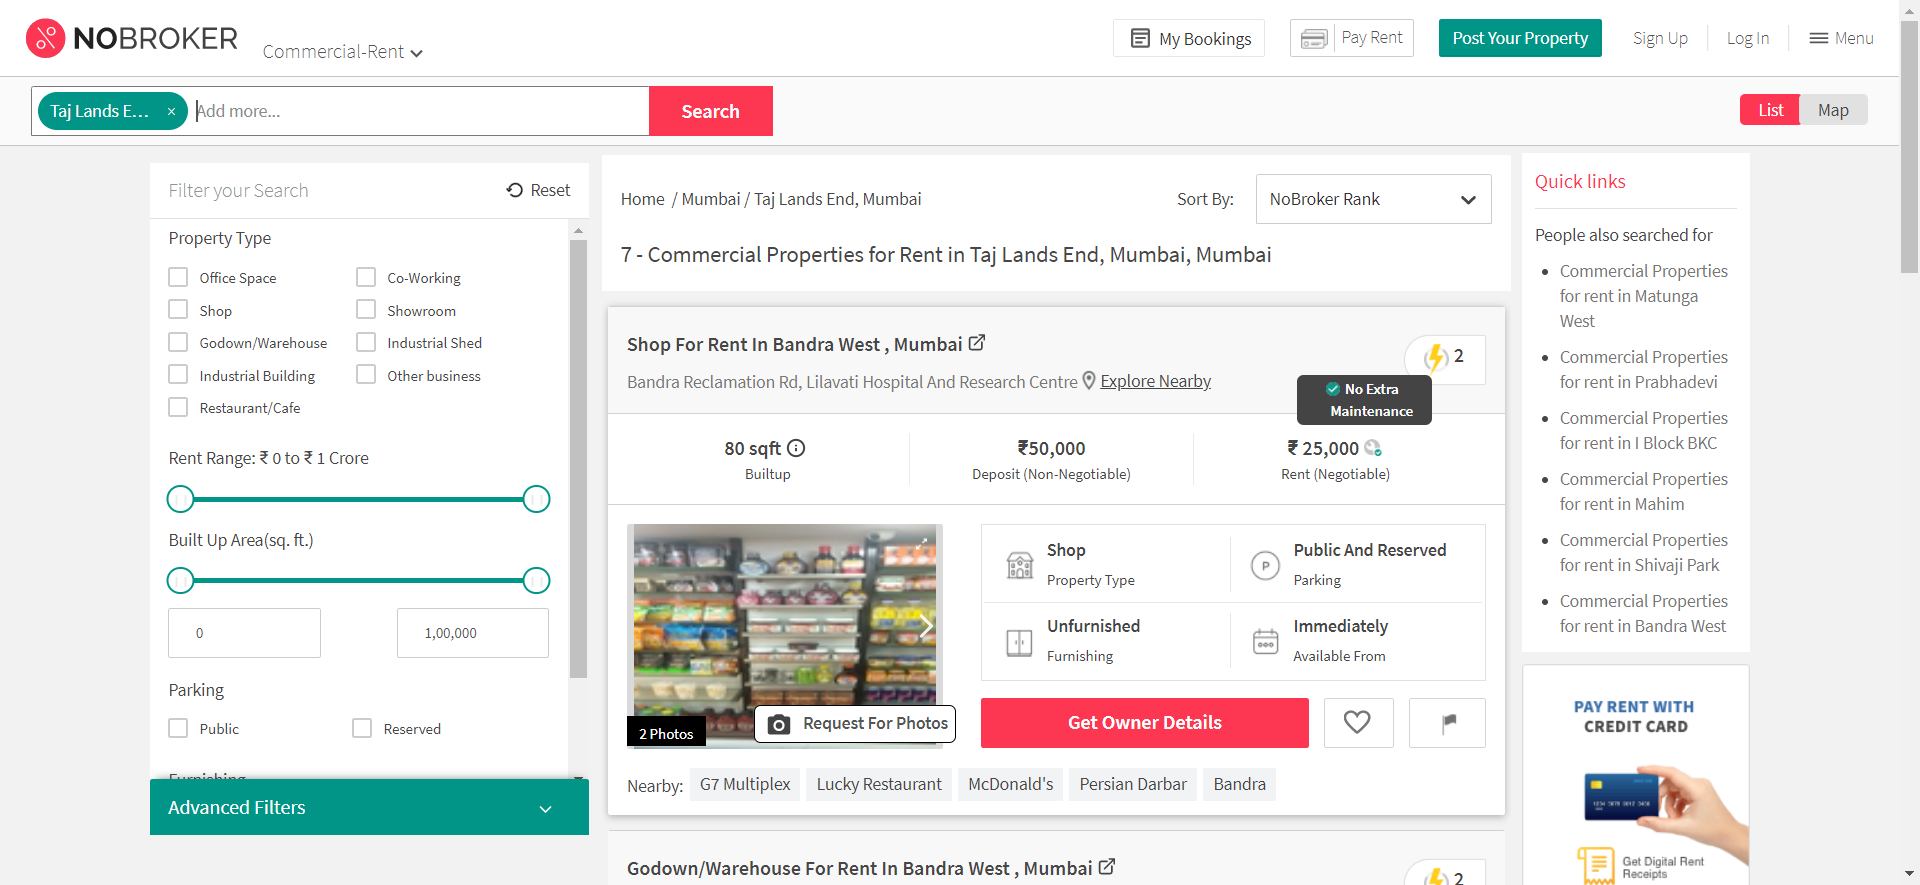 NOBROKER
Commercial-Rent
My Bookings
Pay Rent
Post Your Property
Sign Up
Log In
Menu
Taj Lands E... ×
Add more...
Search
List
Map
Filter your Search
Reset
Property Type
Office Space
Co-Working
Shop
Showroom
Godown/Warehouse
Industrial Shed
Industrial Building
Other business
Restaurant/Cafe
Rent Range: ₹ 0 to ₹ 1 Crore
Built Up Area(sq. ft.)
0
1,00,000
Parking
Public
Reserved
Furnishing
Advanced Filters
Home / Mumbai / Taj Lands End, Mumbai
Sort By:
NoBroker Rank
7 - Commercial Properties for Rent in Taj Lands End, Mumbai, Mumbai
Shop For Rent In Bandra West , Mumbai
2
Bandra Reclamation Rd, Lilavati Hospital And Research Centre
Explore Nearby
No Extra
Maintenance
80 sqft
Builtup
₹50,000
Deposit (Non-Negotiable)
₹ 25,000
Rent (Negotiable)
2 Photos
Request For Photos
Shop
Property Type
P
Public And Reserved
Parking
Unfurnished
Furnishing
Immediately
Available From
Get Owner Details
Nearby:
G7 Multiplex
Lucky Restaurant
McDonald's
Persian Darbar
Bandra
Godown/Warehouse For Rent In Bandra West , Mumbai
2
Quick links
People also searched for
Commercial Properties
for rent in Matunga
West
Commercial Properties
for rent in Prabhadevi
Commercial Properties
for rent in I Block BKC
Commercial Properties
for rent in Mahim
Commercial Properties
for rent in Shivaji Park
Commercial Properties
for rent in Bandra West
PAY RENT WITH
CREDIT CARD
Get Digital Rent
Receipts